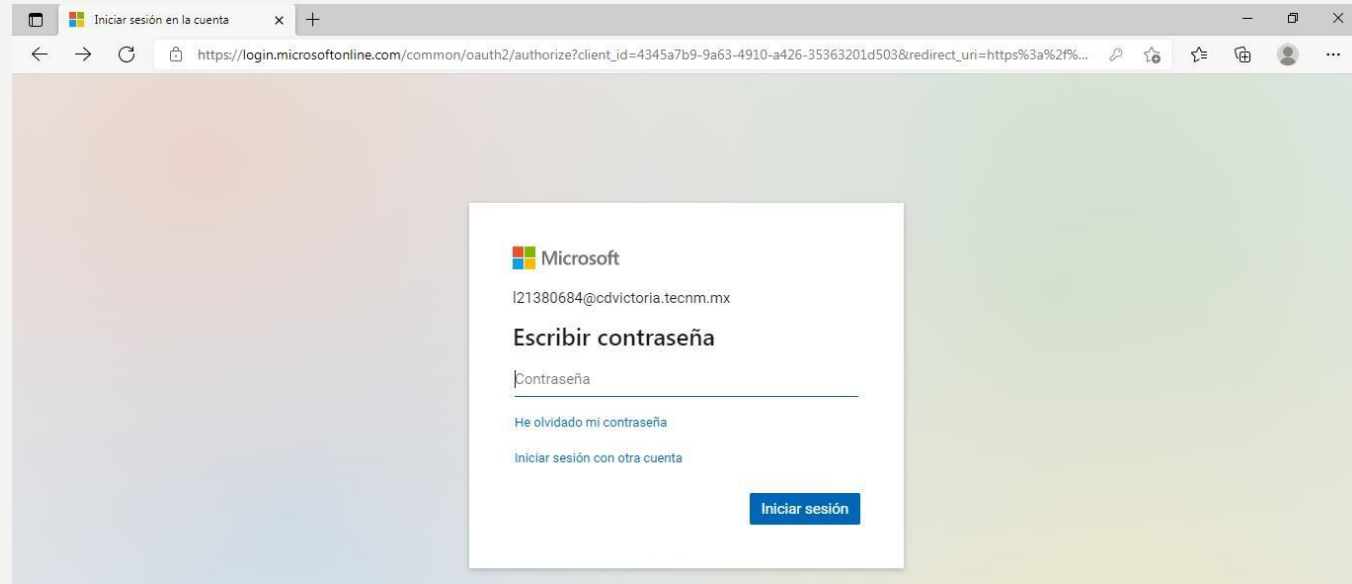 Iniciar sesión en la cuenta
https://login.microsoftonline.com/common/oauth2/authorize?client_id=4345a7b9-9a63-4910-a426-35363201d503&redirect_uri=https%3a%2f%...
Microsoft
l21380684@cdvictoria.tecnm.mx
Escribir contraseña
Contraseña
He olvidado mi contraseña
Iniciar sesión con otra cuenta
Iniciar sesión